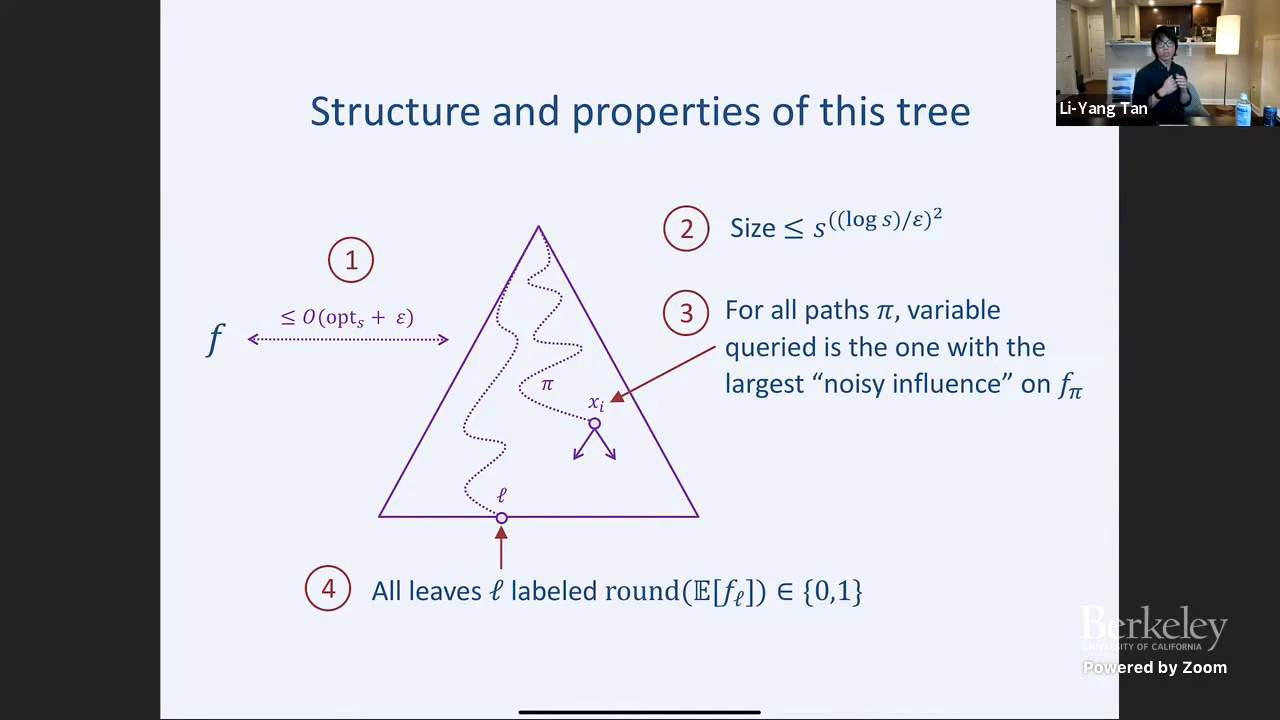 Li-Yang Tan
Structure and properties of this tree
2 Size ≤ s^{((log s)/ε)^2}
1
≤ O(opt_s + ε)
f
3 For all paths π, variable
queried is the one with the
largest “noisy influence” on f_π
π
x_i
ℓ
4 All leaves ℓ labeled round(𝔼[f_ℓ]) ∈ {0,1}
Berkeley
UNIVERSITY OF CALIFORNIA
Powered by Zoom